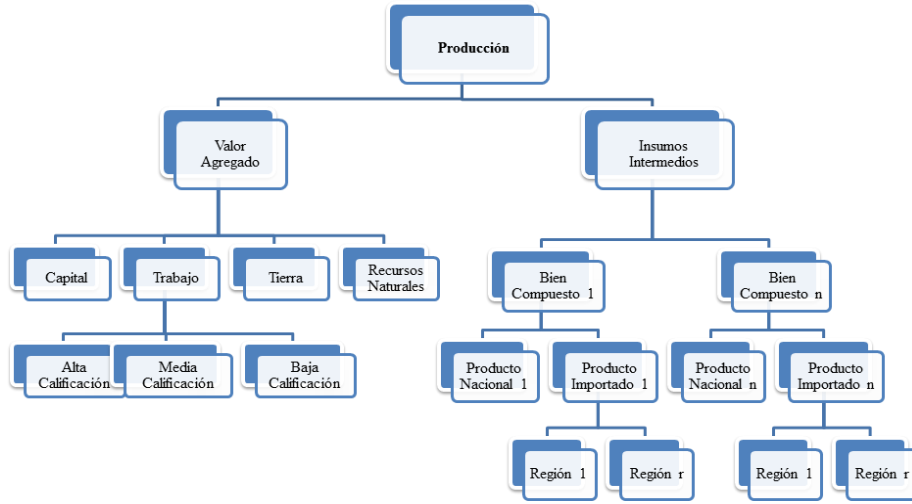 Producción
Valor
Agregado
Insumos
Intermedios
Capital
Trabajo
Tierra
Recursos
Naturales
Bien
Compuesto 1
Bien
Compuesto n
Alta
Calificación
Media
Calificación
Baja
Calificación
Producto
Nacional 1
Producto
Importado 1
Producto
Nacional n
Producto
Importado n
Región 1
Región r
Región 1
Región r